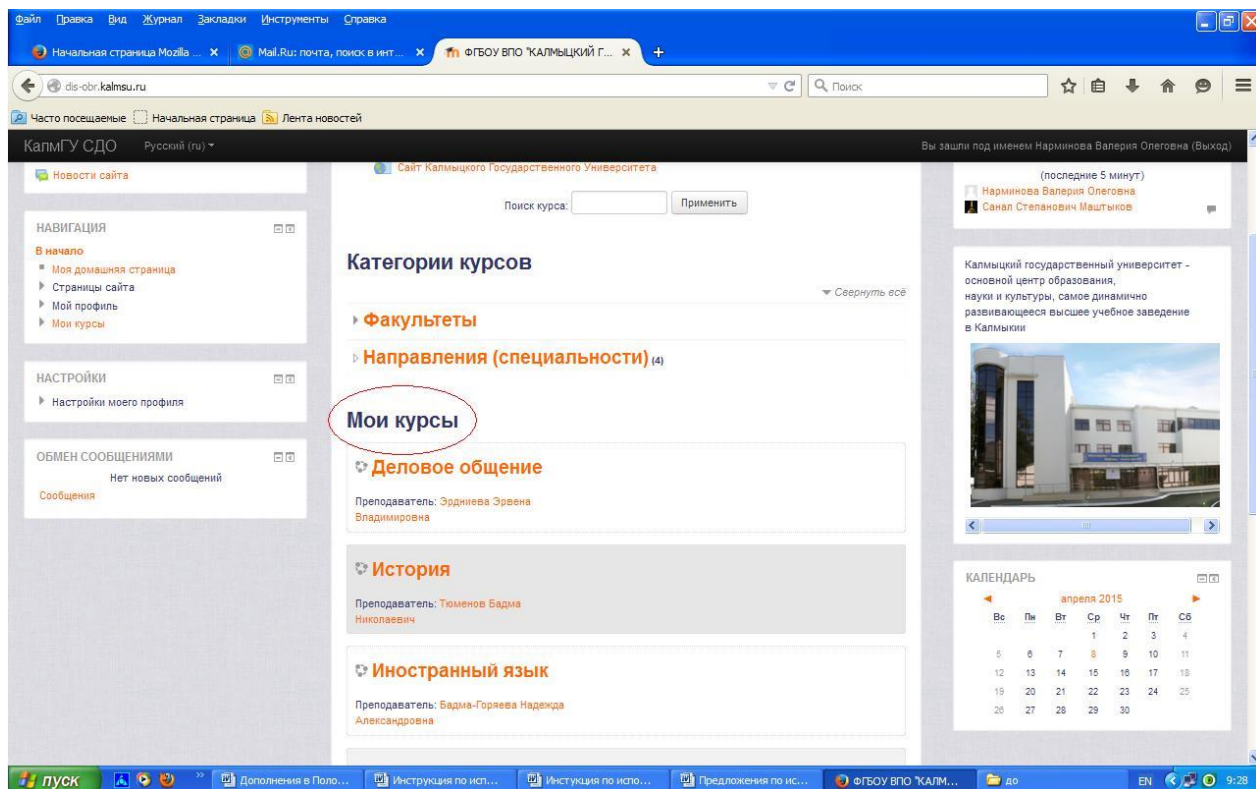 Файл Правка Вид Журнал Закладки Инструменты Справка
Начальная страница Mozilla ... Mail.Ru: почта, поиск в инт... ФГБОУ ВПО "КАЛМЫЦКИЙ Г...
dis-obr.kalmsu.ru Поиск
Часто посещаемые Начальная страница Лента новостей
КалмГУ СДО Русский (ru) Вы зашли под именем Нарминова Валерия Олеговна (Выход)
Новости сайта
НАВИГАЦИЯ
В начало
Моя домашняя страница
Страницы сайта
Мой профиль
Мои курсы
НАСТРОЙКИ
Настройки моего профиля
ОБМЕН СООБЩЕНИЯМИ
Нет новых сообщений
Сообщения
Сайт Калмыцкого Государственного Университета
Поиск курса: Применить
Категории курсов
Свернуть всё
Факультеты
Направления (специальности) (4)
Мои курсы
Деловое общение
Преподаватель: Эрдниева Эрвена
Владимировна
История
Преподаватель: Тюменов Бадма
Николаевич
Иностранный язык
Преподаватель: Бадма-Горяева Надежда
Александровна
(последние 5 минут)
Нарминова Валерия Олеговна
Санал Степанович Маштыков
Калмыцкий государственный университет -
основной центр образования,
науки и культуры, самое динамично
развивающееся высшее учебное заведение
в Калмыкии
КАЛЕНДАРЬ
апреля 2015
Вс Пн Вт Ср Чт Пт Сб
1 2 3 4
5 6 7 8 9 10 11
12 13 14 15 16 17 18
19 20 21 22 23 24 25
26 27 28 29 30
пуск Дополнения в Поло... Инструкция по исп... Инстукция по испо... Предложения по ис... ФГБОУ ВПО "КАЛМ... до EN 9:28